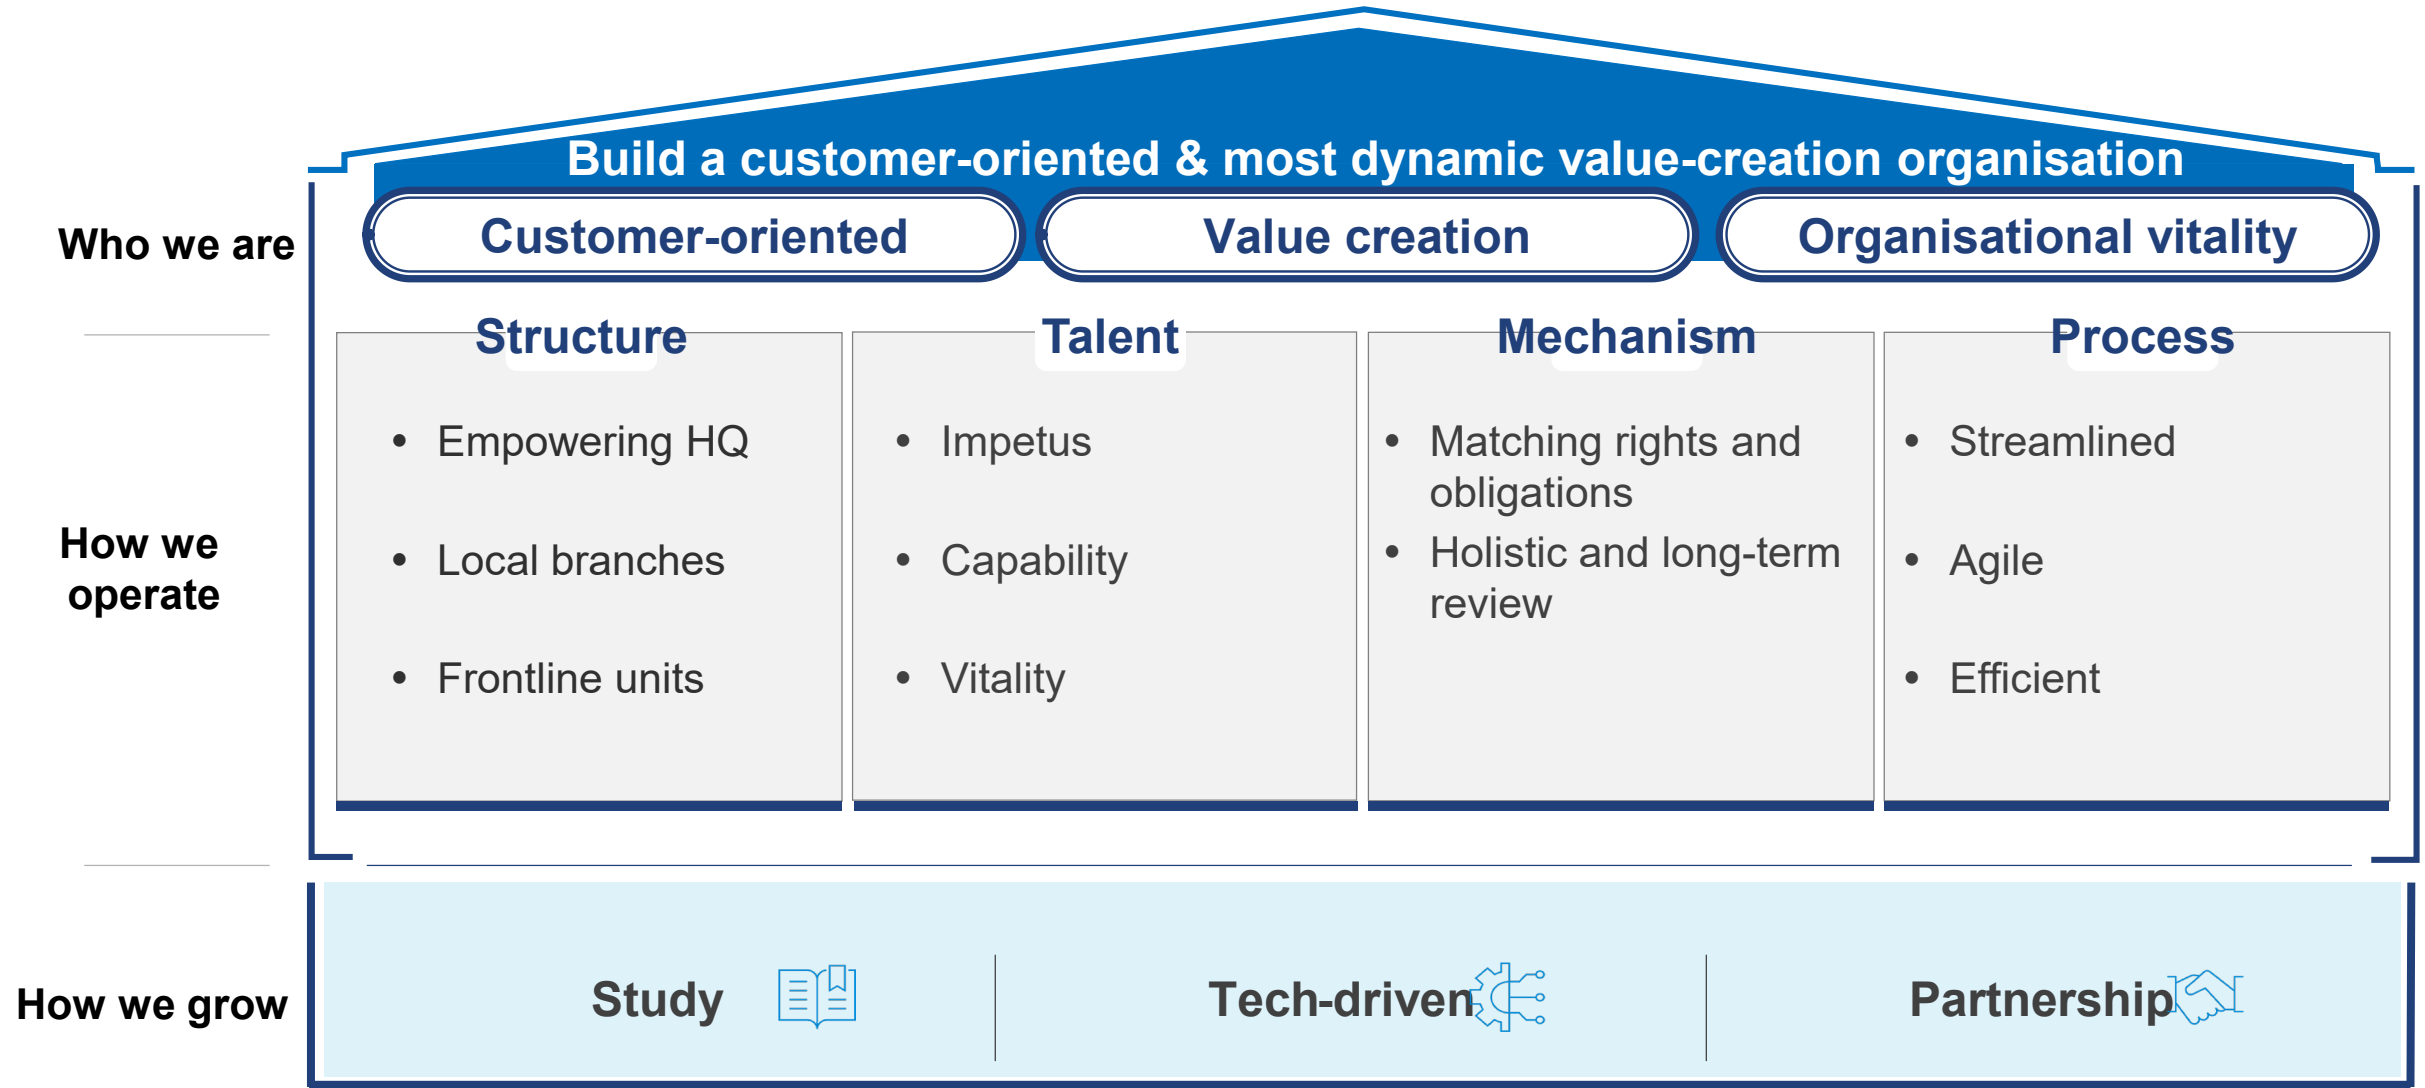 Build a customer-oriented & most dynamic value-creation organisation
Who we are
Customer-oriented
Value creation
Organisational vitality
How we
operate
Structure
• Empowering HQ
• Local branches
• Frontline units
Talent
• Impetus
• Capability
• Vitality
Mechanism
• Matching rights and
obligations
• Holistic and long-term
review
Process
• Streamlined
• Agile
• Efficient
How we grow
Study
Tech-driven
Partnership